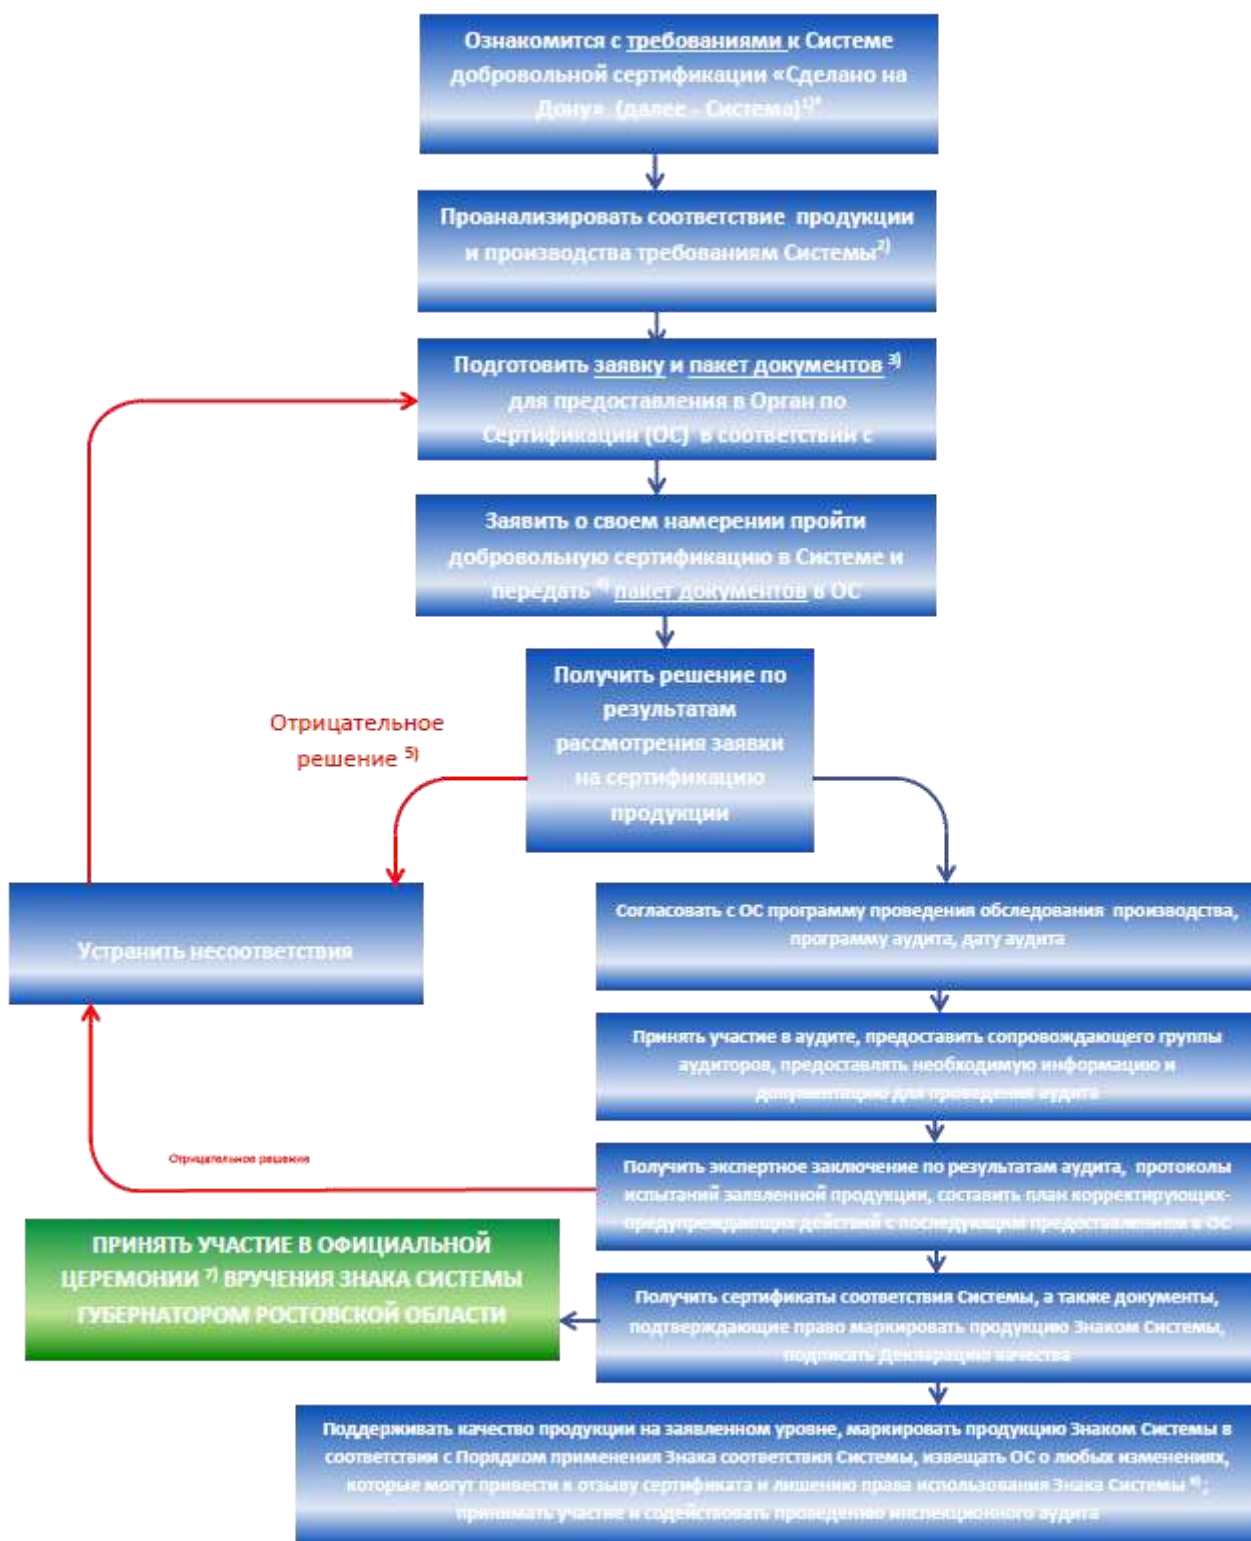 Ознакомится с требованиями к Системе
добровольной сертификации «Сделано на
Дону» (далее - Система)¹⁾*
Проанализировать соответствие продукции
и производства требованиям Системы²⁾
Подготовить заявку и пакет документов ³⁾
для предоставления в Орган по
Сертификации (ОС) в соответствии с
Заявить о своем намерении пройти
добровольную сертификацию в Системе и
передать ⁴⁾ пакет документов в ОС
Получить решение по
результатам
рассмотрения заявки
на сертификацию
продукции
Отрицательное
решение ⁵⁾
Устранить несоответствия
Согласовать с ОС программу проведения обследования производства,
программу аудита, дату аудита
Принять участие в аудите, предоставить сопровождающего группы
аудиторов, предоставлять необходимую информацию и
документацию для проведения аудита
Отрицательное решение
Получить экспертное заключение по результатам аудита, протоколы
испытаний заявленной продукции, составить план корректирующих-
предупреждающих действий с последующим предоставлением в ОС
ПРИНЯТЬ УЧАСТИЕ В ОФИЦИАЛЬНОЙ
ЦЕРЕМОНИИ ⁷⁾ ВРУЧЕНИЯ ЗНАКА СИСТЕМЫ
ГУБЕРНАТОРОМ РОСТОВСКОЙ ОБЛАСТИ
Получить сертификаты соответствия Системы, а также документы,
подтверждающие право маркировать продукцию Знаком Системы,
подписать Декларацию качества
Поддерживать качество продукции на заявленном уровне, маркировать продукцию Знаком Системы в
соответствии с Порядком применения Знака соответствия Системы, извещать ОС о любых изменениях,
которые могут привести к отзыву сертификата и лишению права использования Знака Системы ;
принимать участие и содействовать проведению инспекционного аудита